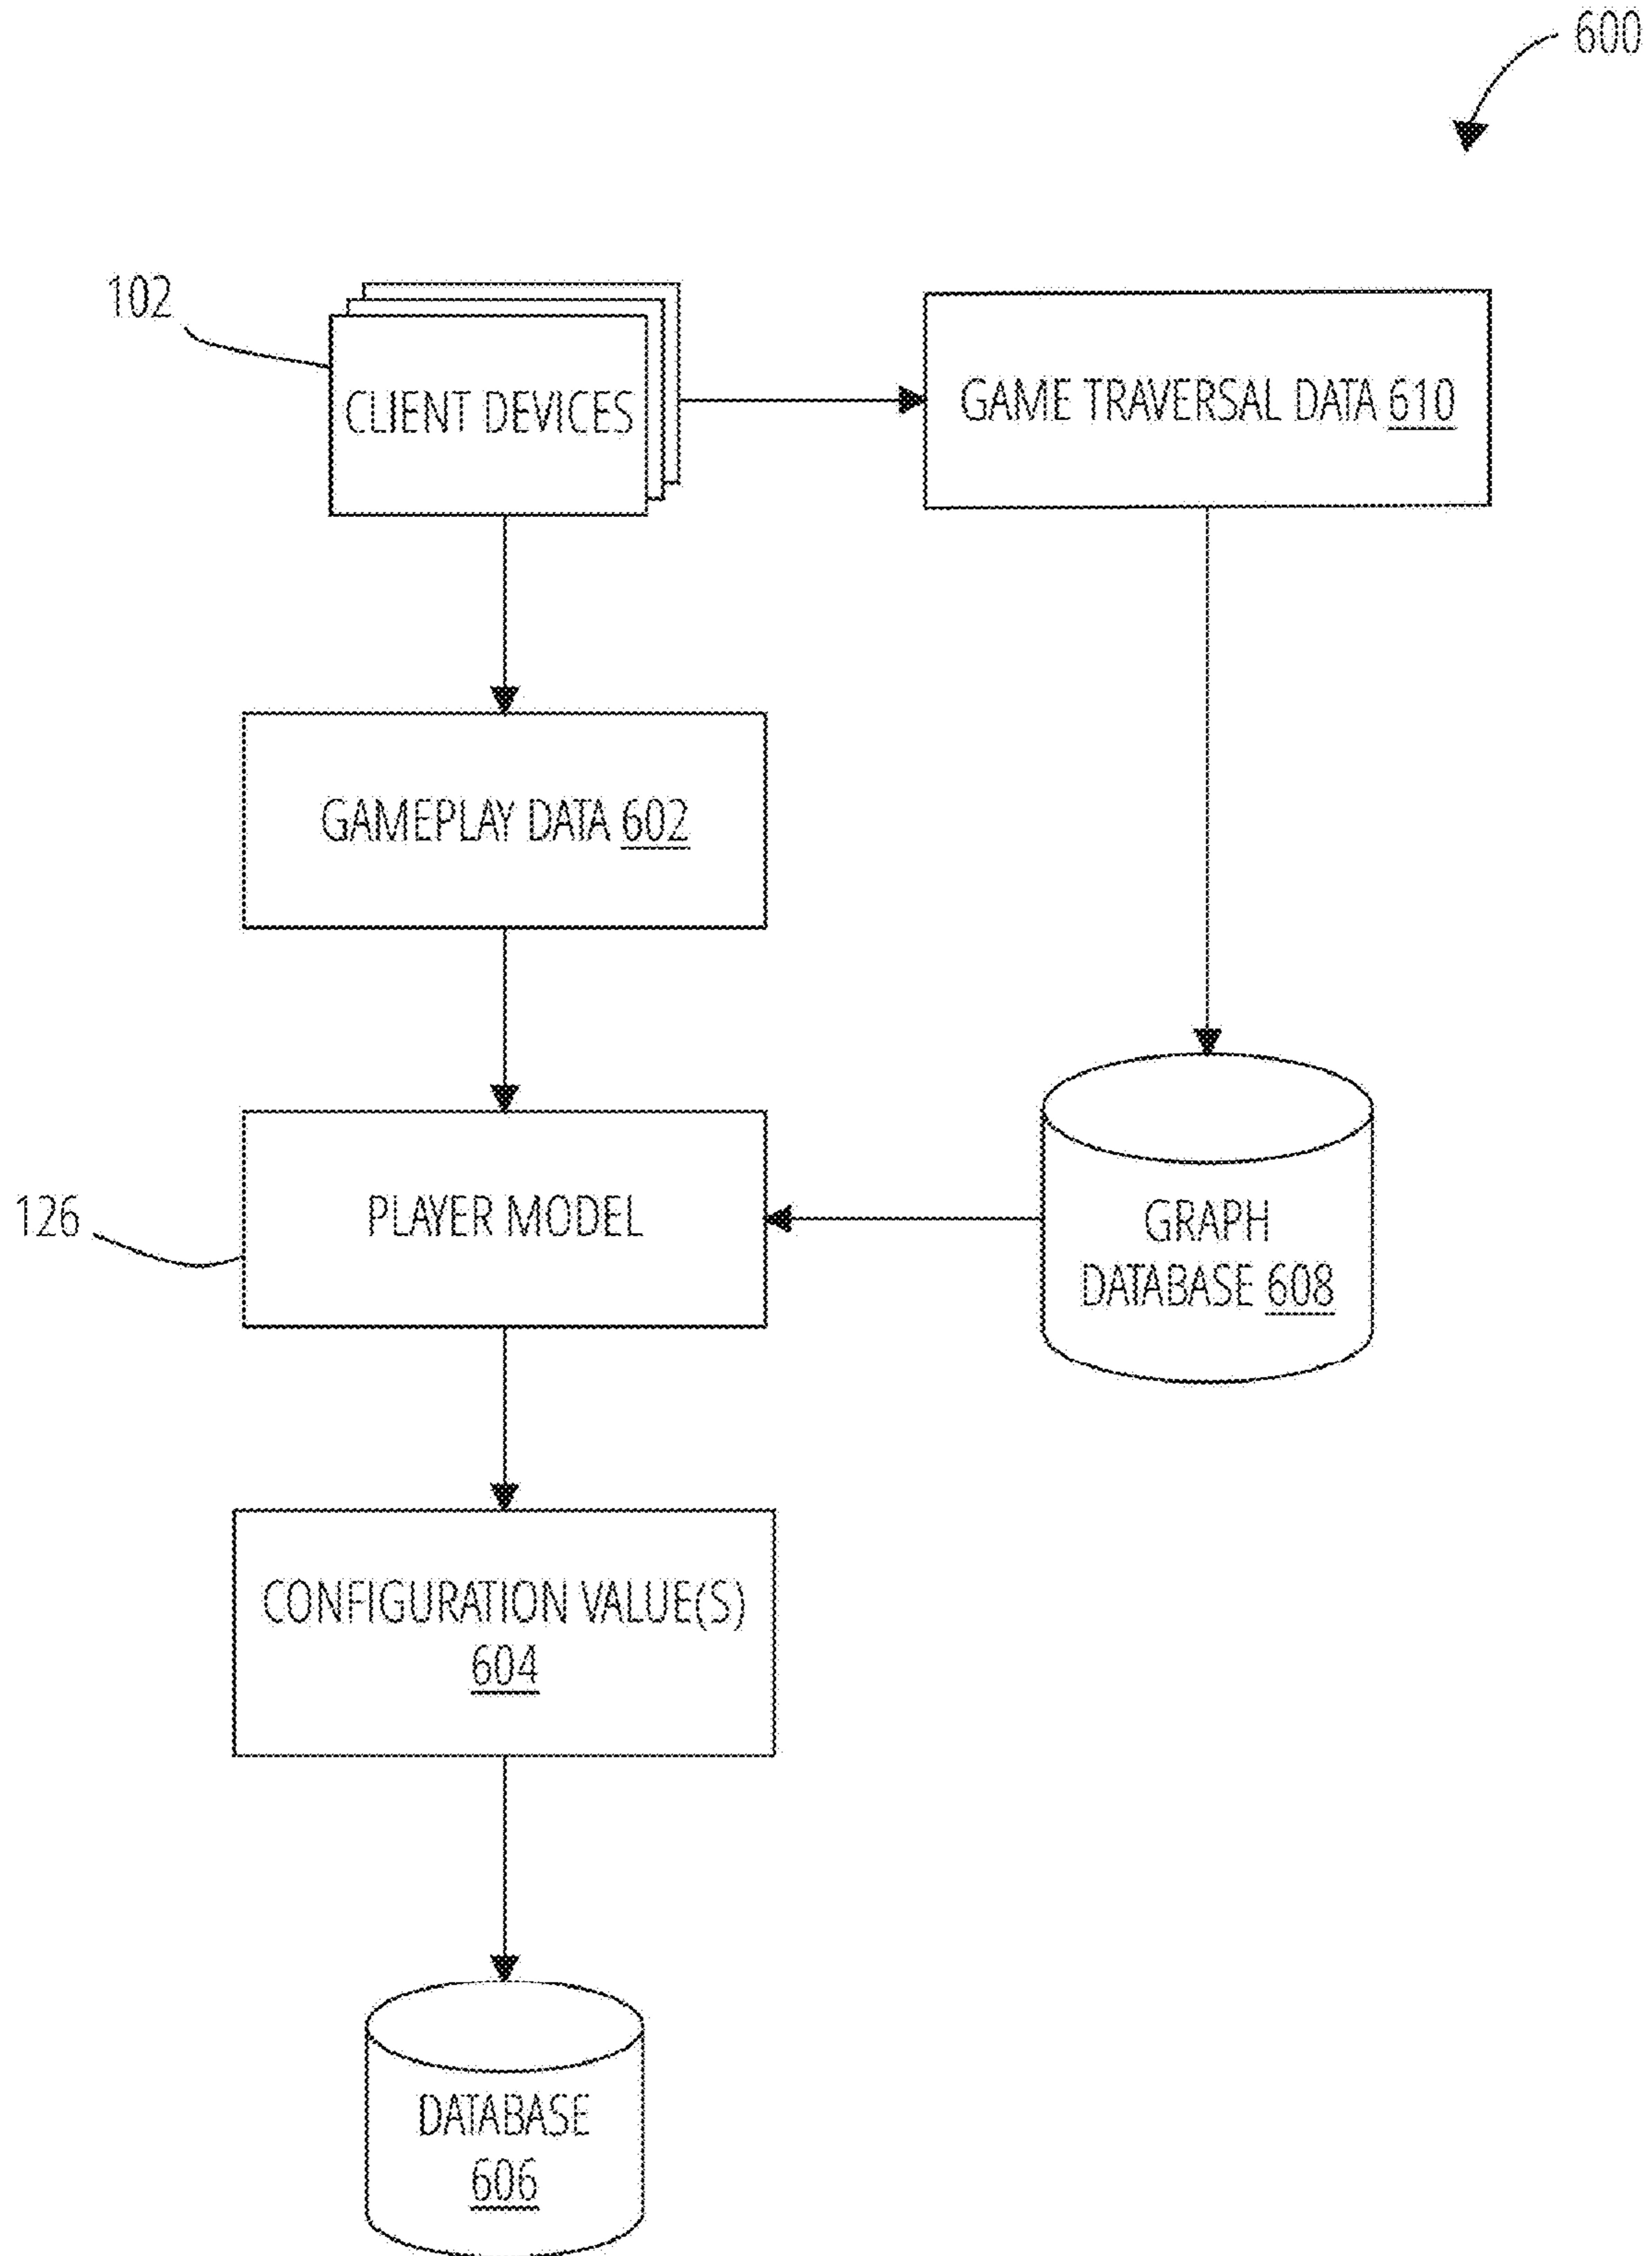 600
102
CLIENT DEVICES
GAME TRAVERSAL DATA 610
GAMEPLAY DATA 602
126
PLAYER MODEL
GRAPH
DATABASE 608
CONFIGURATION VALUE(S)
604
DATABASE
606